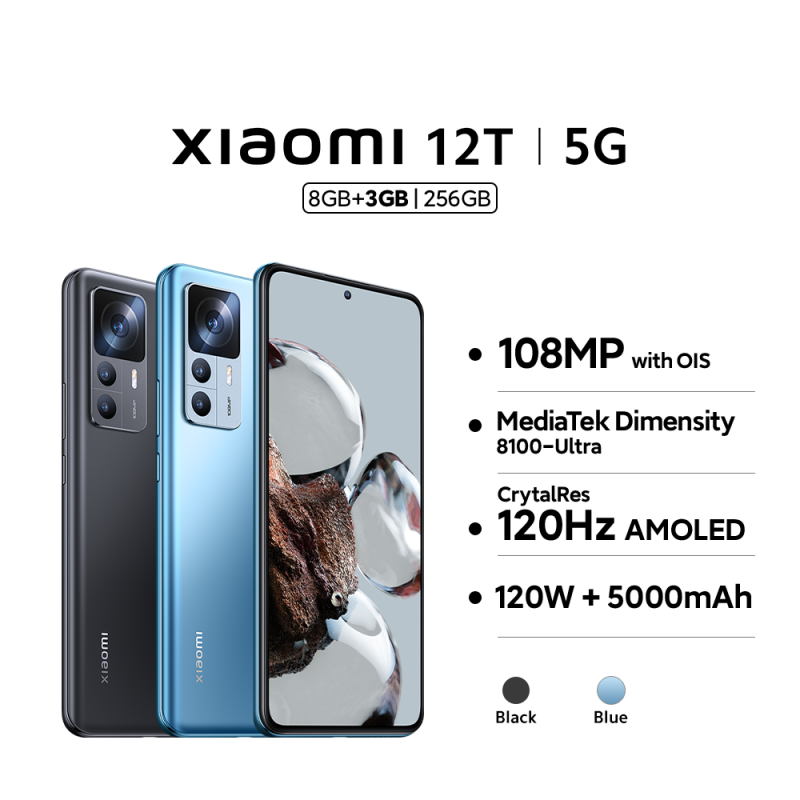 xiaomi 12T | 5G
8GB+3GB | 256GB
108MP
XIAOMI
XIAOMI
• 108MP with OIS
• MediaTek Dimensity
8100-Ultra
CrytalRes
• 120Hz AMOLED
• 120W + 5000mAh
Black
Blue